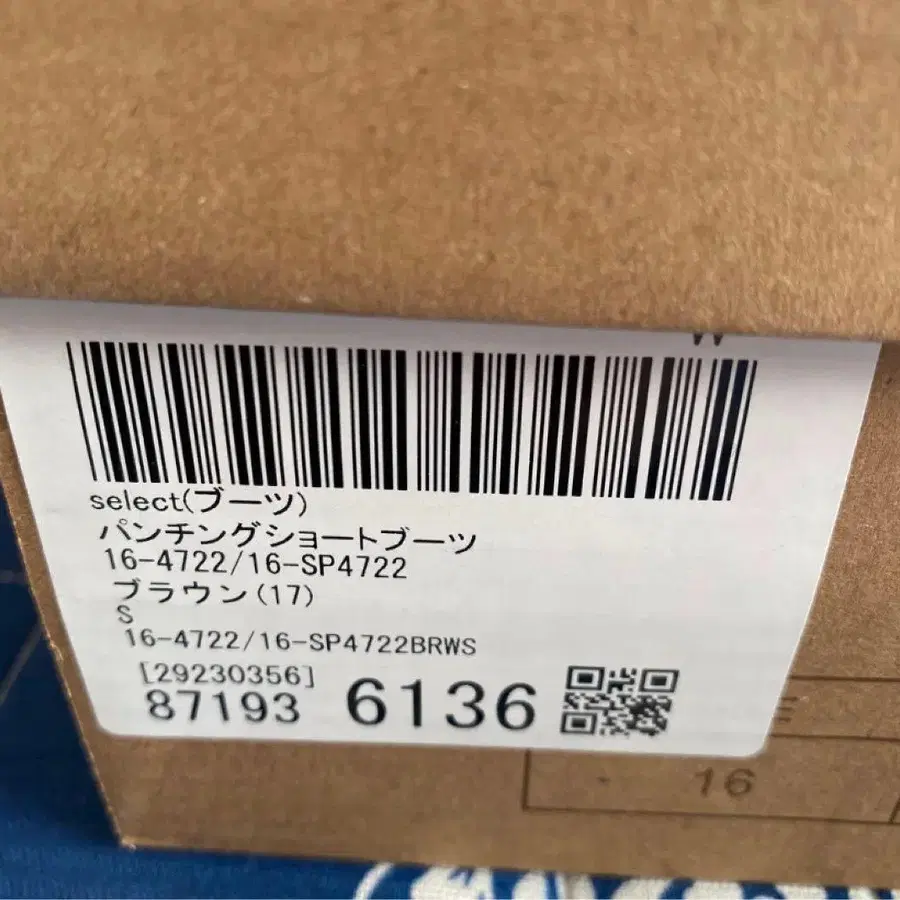 select(ブーツ)
パンチングショートブーツ
16-4722/16-SP4722
ブラウン(17)
S
16-4722/16-SP4722BRWS
[29230356]
87193 6136
16